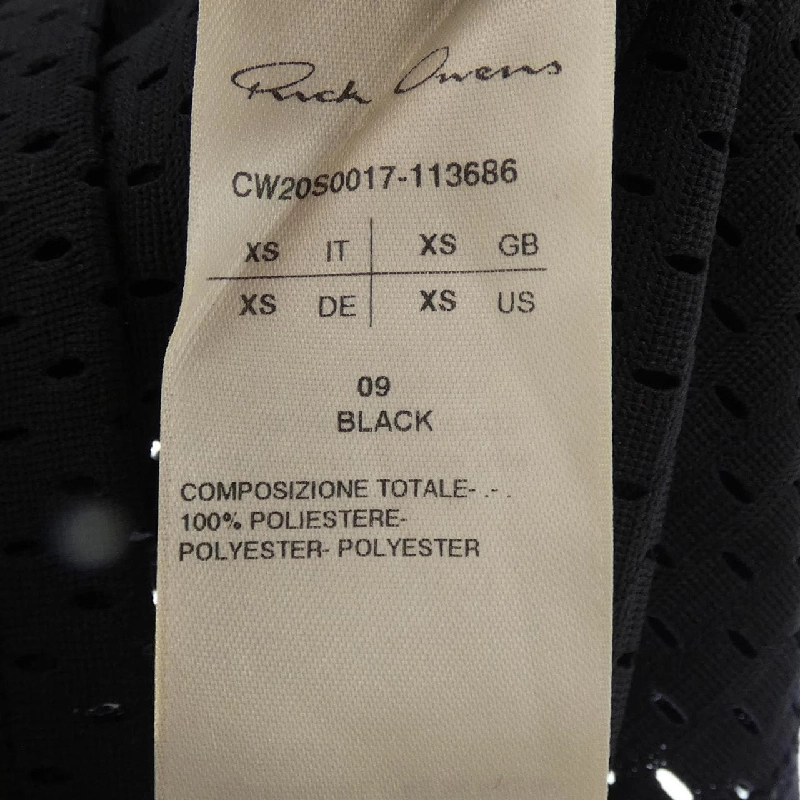 Rick Owens
CW20S0017-113686
XS IT XS GB
XS DE XS US
09
BLACK
COMPOSIZIONE TOTALE- .- .
100% POLIESTERE-
POLYESTER- POLYESTER